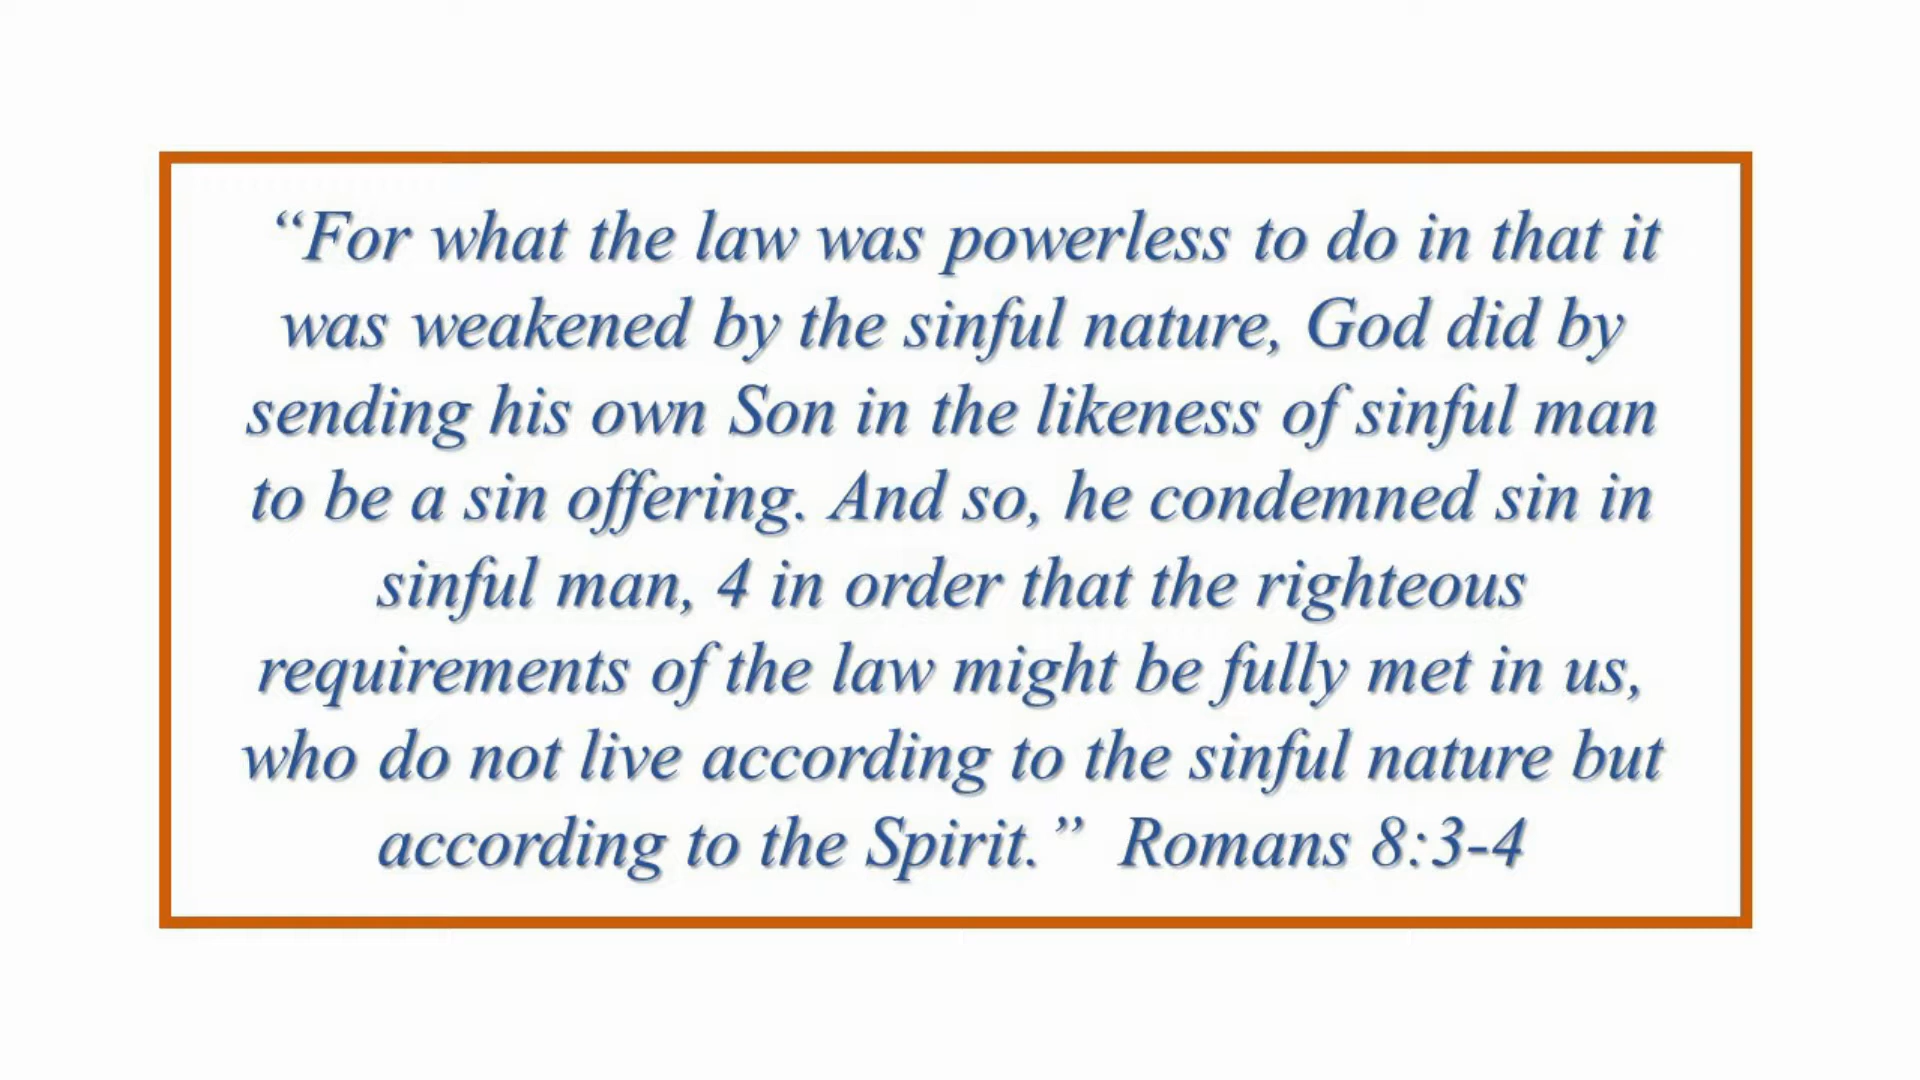 “For what the law was powerless to do in that it
was weakened by the sinful nature, God did by
sending his own Son in the likeness of sinful man
to be a sin offering. And so, he condemned sin in
sinful man, 4 in order that the righteous
requirements of the law might be fully met in us,
who do not live according to the sinful nature but
according to the Spirit.” Romans 8:3-4